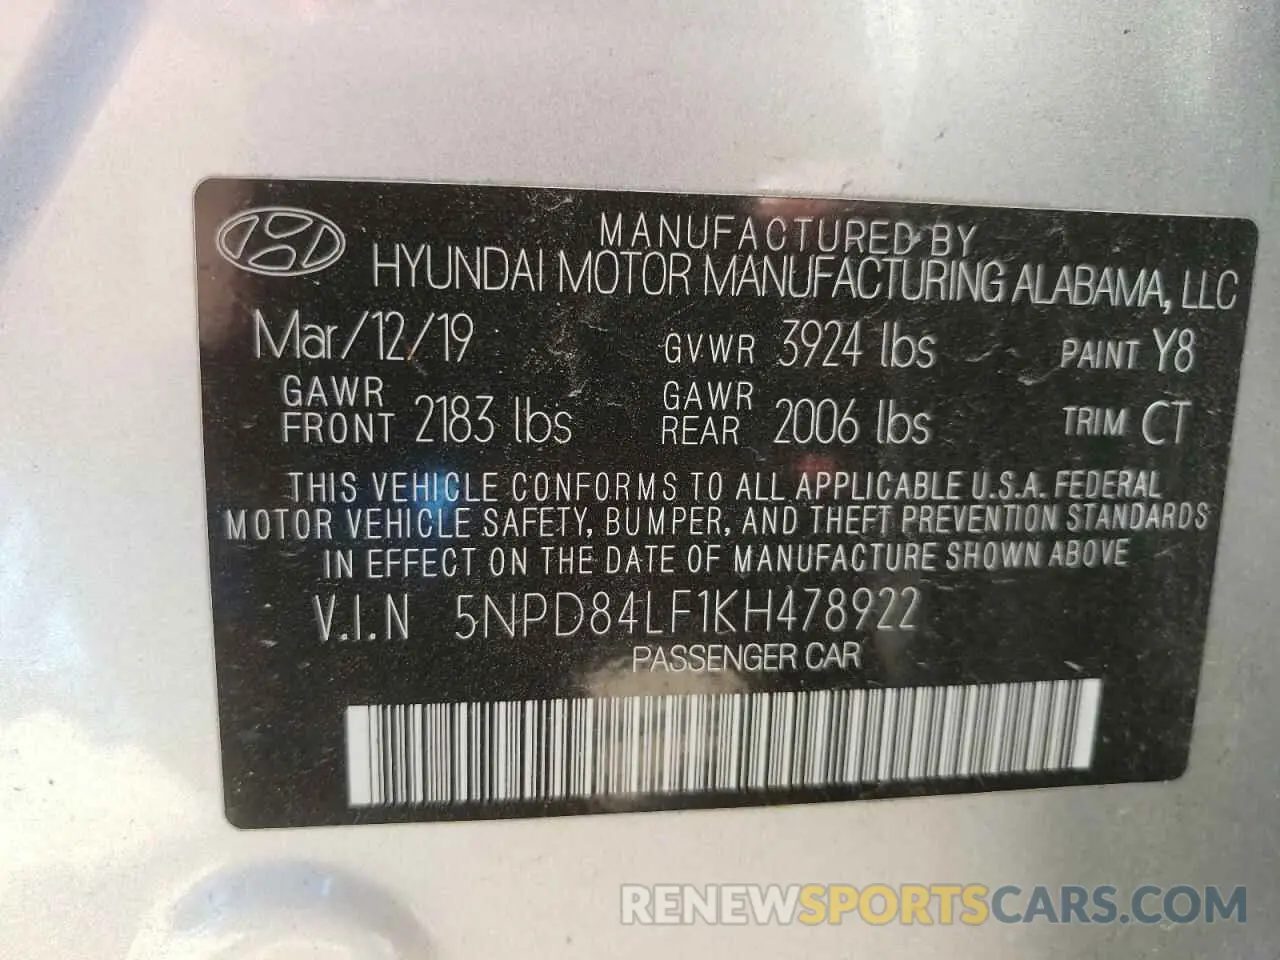 MANUFACTURED BY
HYUNDAI MOTOR MANUFACTURING ALABAMA, LLC
Mar/12/19 GVWR 3924 lbs PAINT Y8
GAWR FRONT 2183 lbs GAWR REAR 2006 lbs TRIM CT
THIS VEHICLE CONFORMS TO ALL APPLICABLE U.S.A. FEDERAL
MOTOR VEHICLE SAFETY, BUMPER, AND THEFT PREVENTION STANDARDS
IN EFFECT ON THE DATE OF MANUFACTURE SHOWN ABOVE
V.I.N 5NPD84LF1KH478922
PASSENGER CAR
RENEWSPORTSCARS.COM